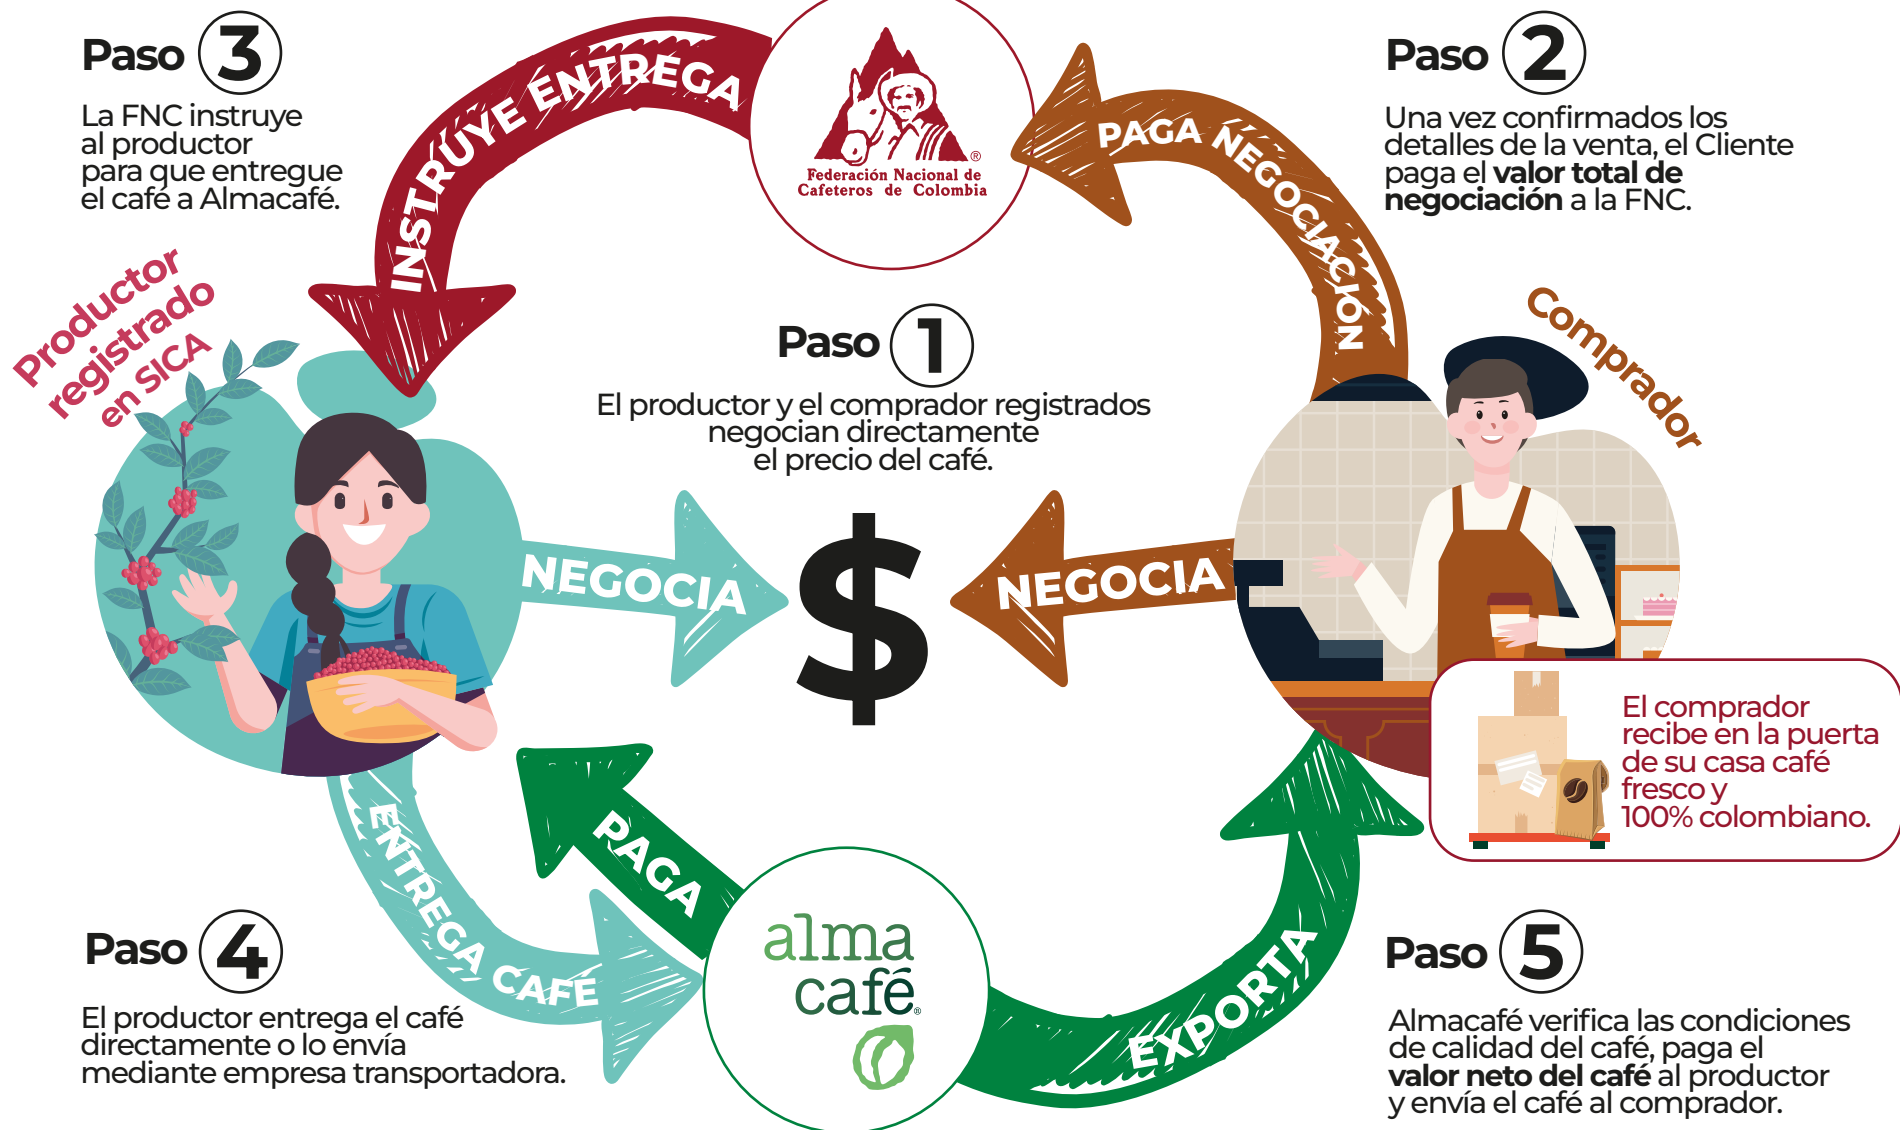 Paso 3
La FNC instruye
al productor
para que entregue
el café a Almacafé.
INSTRUYE ENTREGA
Federación Nacional de
Cafeteros de Colombia
®
PAGA NEGOCIACIÓN
Paso 2
Una vez confirmados los
detalles de la venta, el Cliente
paga el valor total de
negociación a la FNC.
Productor
registrado
en SICA
Paso 1
El productor y el comprador registrados
negocian directamente
el precio del café.
Comprador
NEGOCIA
$
NEGOCIA
El comprador
recibe en la puerta
de su casa café
fresco y
100% colombiano.
ENTREGA CAFÉ
PAGA
alma
café®
EXPORTA
Paso 4
El productor entrega el café
directamente o lo envía
mediante empresa transportadora.
Paso 5
Almacafé verifica las condiciones
de calidad del café, paga el
valor neto del café al productor
y envía el café al comprador.